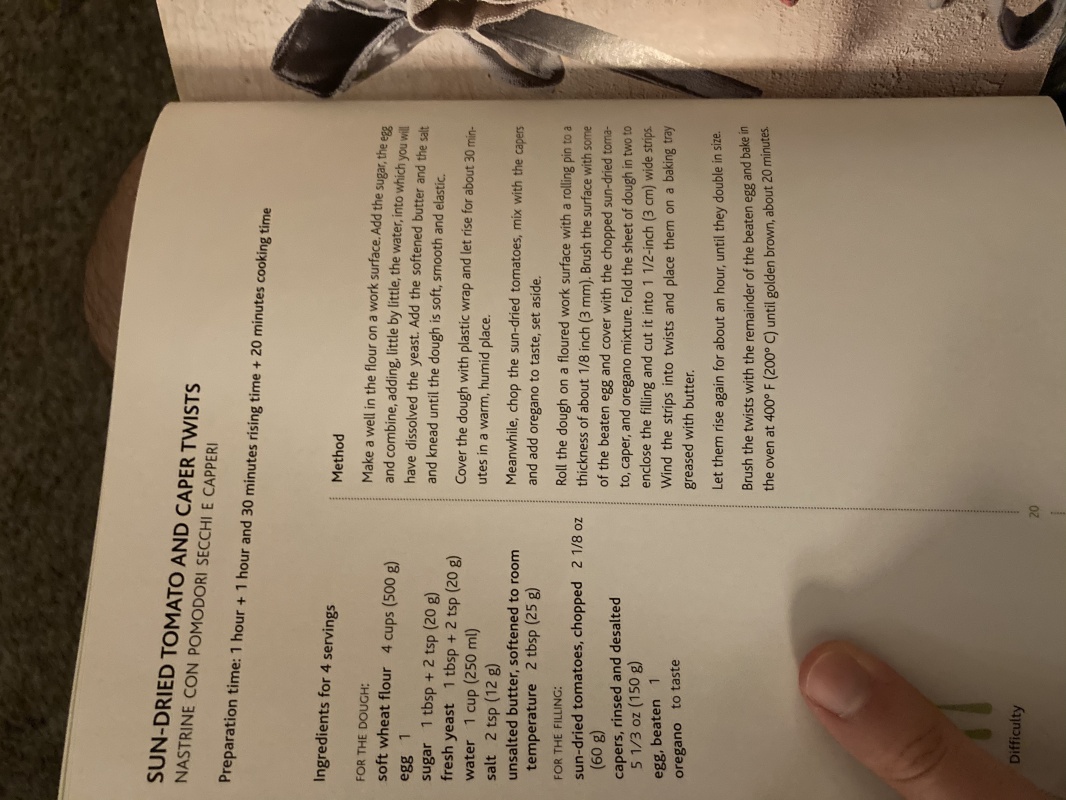 SUN-DRIED TOMATO AND CAPER TWISTS
NASTRINE CON POMODORI SECCHI E CAPPERI
Preparation time: 1 hour + 1 hour and 30 minutes rising time + 20 minutes cooking time
Ingredients for 4 servings
FOR THE DOUGH:
soft wheat flour 4 cups (500 g)
egg 1
sugar 1 tbsp + 2 tsp (20 g)
fresh yeast 1 tbsp + 2 tsp (20 g)
water 1 cup (250 ml)
salt 2 tsp (12 g)
unsalted butter, softened to room
temperature 2 tbsp (25 g)
FOR THE FILLING:
sun-dried tomatoes, chopped 2 1/8 oz
(60 g)
capers, rinsed and desalted
5 1/3 oz (150 g)
egg, beaten 1
oregano to taste
Difficulty
Method
Make a well in the flour on a work surface. Add the sugar, the egg
and combine, adding, little by little, the water, into which you will
have dissolved the yeast. Add the softened butter and the salt
and knead until the dough is soft, smooth and elastic.
Cover the dough with plastic wrap and let rise for about 30 min-
utes in a warm, humid place.
Meanwhile, chop the sun-dried tomatoes, mix with the capers
and add oregano to taste, set aside.
Roll the dough on a floured work surface with a rolling pin to a
thickness of about 1/8 inch (3 mm). Brush the surface with some
of the beaten egg and cover with the chopped sun-dried toma-
to, caper, and oregano mixture. Fold the sheet of dough in two to
enclose the filling and cut it into 1 1/2-inch (3 cm) wide strips.
Wind the strips into twists and place them on a baking tray
greased with butter.
Let them rise again for about an hour, until they double in size.
Brush the twists with the remainder of the beaten egg and bake in
the oven at 400° F (200° C) until golden brown, about 20 minutes.
20